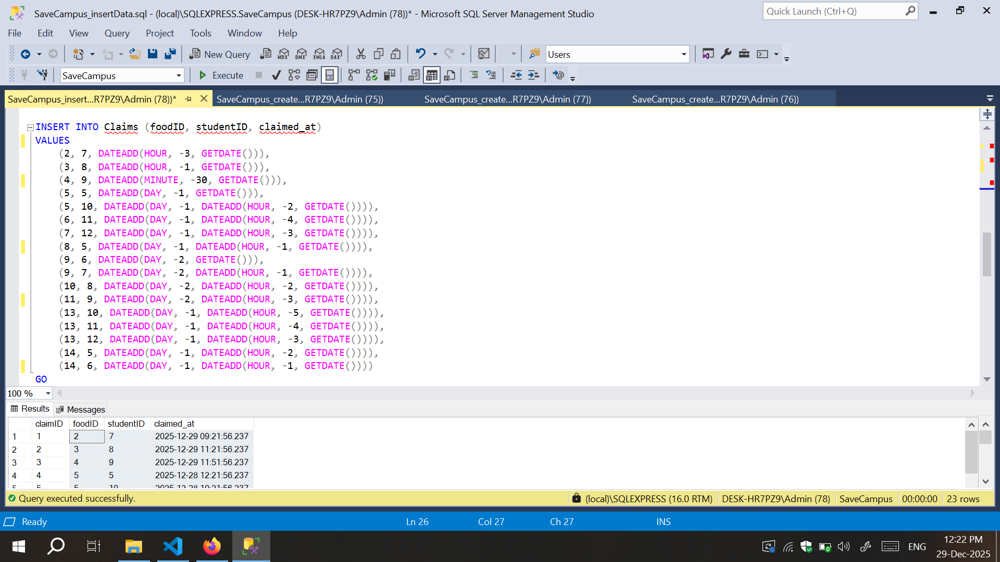 SaveCampus_insertData.sql - (local)\SQLEXPRESS.SaveCampus (DESK-HR7PZ9\Admin (78))* - Microsoft SQL Server Management Studio
Quick Launch (Ctrl+Q)
File Edit View Query Project Tools Window Help
New Query MDX DMX XMLA DAX Users
SaveCampus Execute
SaveCampus_insert...R7PZ9\Admin (78))* SaveCampus_create...R7PZ9\Admin (75)) SaveCampus_create...R7PZ9\Admin (77)) SaveCampus_create...R7PZ9\Admin (76))
INSERT INTO Claims (foodID, studentID, claimed_at)
VALUES
(2, 7, DATEADD(HOUR, -3, GETDATE())),
(3, 8, DATEADD(HOUR, -1, GETDATE())),
(4, 9, DATEADD(MINUTE, -30, GETDATE())),
(5, 5, DATEADD(DAY, -1, GETDATE())),
(5, 10, DATEADD(DAY, -1, DATEADD(HOUR, -2, GETDATE()))),
(6, 11, DATEADD(DAY, -1, DATEADD(HOUR, -4, GETDATE()))),
(7, 12, DATEADD(DAY, -1, DATEADD(HOUR, -3, GETDATE()))),
(8, 5, DATEADD(DAY, -1, DATEADD(HOUR, -1, GETDATE()))),
(9, 6, DATEADD(DAY, -2, GETDATE())),
(9, 7, DATEADD(DAY, -2, DATEADD(HOUR, -1, GETDATE()))),
(10, 8, DATEADD(DAY, -2, DATEADD(HOUR, -2, GETDATE()))),
(11, 9, DATEADD(DAY, -2, DATEADD(HOUR, -3, GETDATE()))),
(13, 10, DATEADD(DAY, -1, DATEADD(HOUR, -5, GETDATE()))),
(13, 11, DATEADD(DAY, -1, DATEADD(HOUR, -4, GETDATE()))),
(13, 12, DATEADD(DAY, -1, DATEADD(HOUR, -3, GETDATE()))),
(14, 5, DATEADD(DAY, -1, DATEADD(HOUR, -2, GETDATE()))),
(14, 6, DATEADD(DAY, -1, DATEADD(HOUR, -1, GETDATE())))
GO
100 %
Results Messages
claimID foodID studentID claimed_at
1 1 2 7 2025-12-29 09:21:56.237
2 2 3 8 2025-12-29 11:21:56.237
3 3 4 9 2025-12-29 11:51:56.237
4 4 5 5 2025-12-28 12:21:56.237
5 5 5 10 2025-12-28 10:21:56.237
Query executed successfully. (local)\SQLEXPRESS (16.0 RTM) DESK-HR7PZ9\Admin (78) SaveCampus 00:00:00 23 rows
Ready Ln 26 Col 27 Ch 27 INS
ENG 12:22 PM
29-Dec-2025